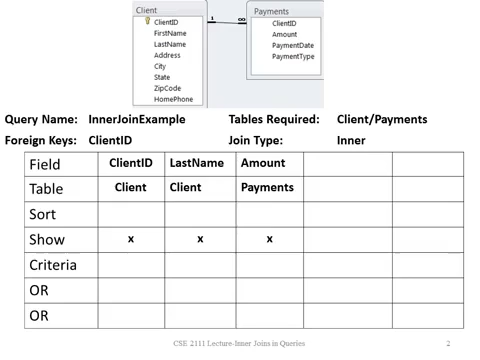 Client
ClientID
FirstName
LastName
Address
City
State
ZipCode
HomePhone
1
∞
Payments
ClientID
Amount
PaymentDate
PaymentType
Query Name: InnerJoinExample Tables Required: Client/Payments
Foreign Keys: ClientID Join Type: Inner
Field ClientID LastName Amount
Table Client Client Payments
Sort
Show x x x
Criteria
OR
OR
CSE 2111 Lecture-Inner Joins in Queries 2